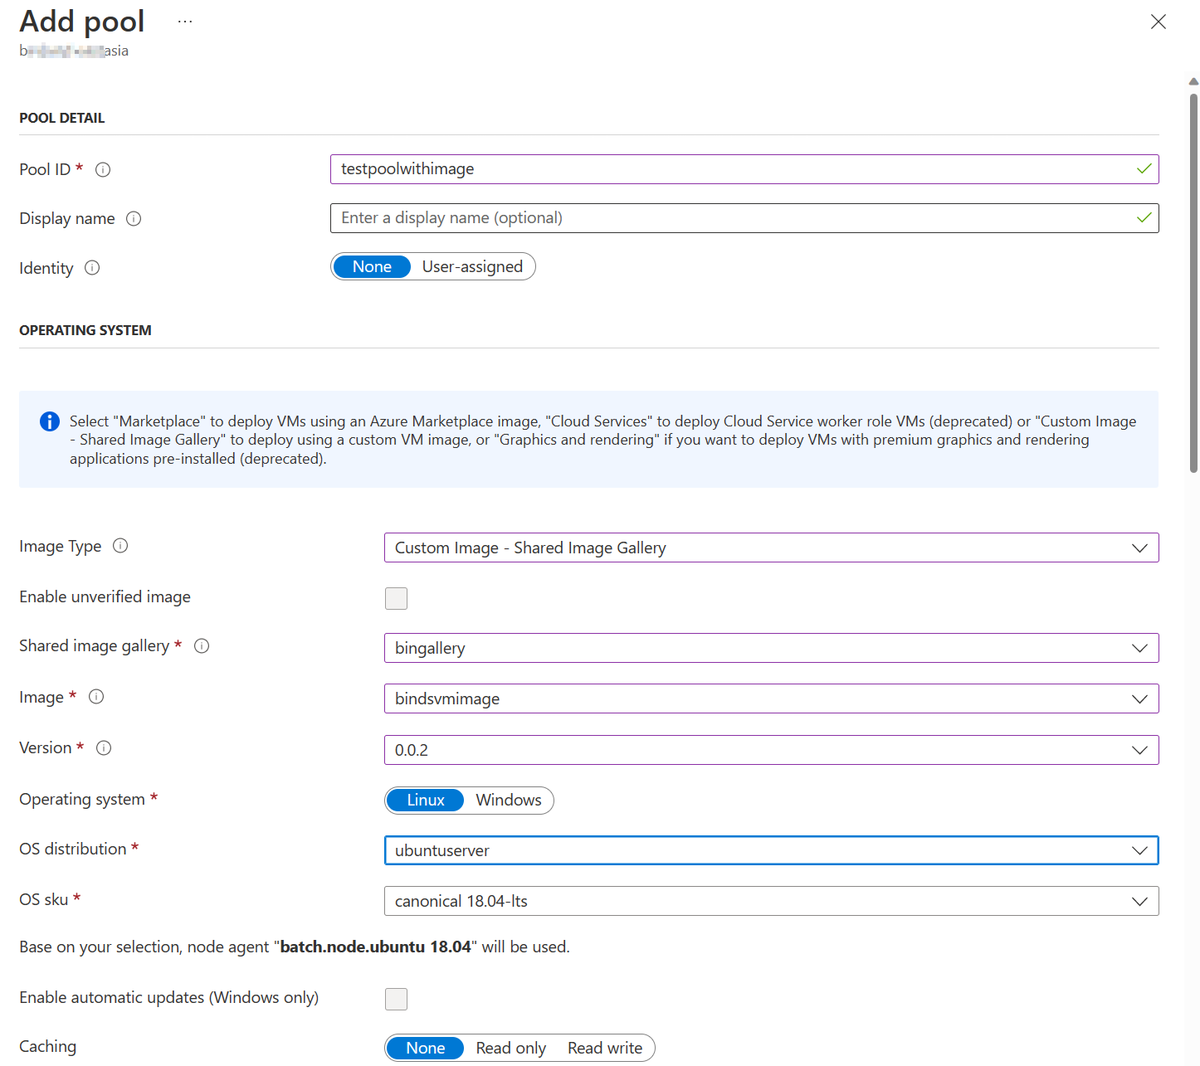 Add pool ...
asia
POOL DETAIL
Pool ID *
testpoolwithimage
Display name
Enter a display name (optional)
Identity
None User-assigned
OPERATING SYSTEM
Select "Marketplace" to deploy VMs using an Azure Marketplace image, "Cloud Services" to deploy Cloud Service worker role VMs (deprecated) or "Custom Image
- Shared Image Gallery" to deploy using a custom VM image, or "Graphics and rendering" if you want to deploy VMs with premium graphics and rendering
applications pre-installed (deprecated).
Image Type
Custom Image - Shared Image Gallery
Enable unverified image
Shared image gallery *
bingallery
Image *
bindsvmimage
Version *
0.0.2
Operating system *
Linux Windows
OS distribution *
ubuntuserver
OS sku *
canonical 18.04-lts
Base on your selection, node agent "batch.node.ubuntu 18.04" will be used.
Enable automatic updates (Windows only)
Caching
None Read only Read write